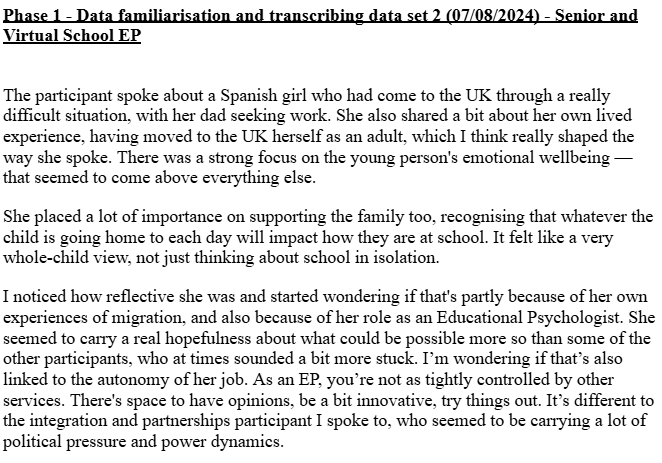 Phase 1 - Data familiarisation and transcribing data set 2 (07/08/2024) - Senior and
Virtual School EP
The participant spoke about a Spanish girl who had come to the UK through a really
difficult situation, with her dad seeking work. She also shared a bit about her own lived
experience, having moved to the UK herself as an adult, which I think really shaped the
way she spoke. There was a strong focus on the young person's emotional wellbeing —
that seemed to come above everything else.
She placed a lot of importance on supporting the family too, recognising that whatever the
child is going home to each day will impact how they are at school. It felt like a very
whole-child view, not just thinking about school in isolation.
I noticed how reflective she was and started wondering if that's partly because of her own
experiences of migration, and also because of her role as an Educational Psychologist. She
seemed to carry a real hopefulness about what could be possible more so than some of the
other participants, who at times sounded a bit more stuck. I’m wondering if that’s also
linked to the autonomy of her job. As an EP, you’re not as tightly controlled by other
services. There's space to have opinions, be a bit innovative, try things out. It’s different to
the integration and partnerships participant I spoke to, who seemed to be carrying a lot of
political pressure and power dynamics.